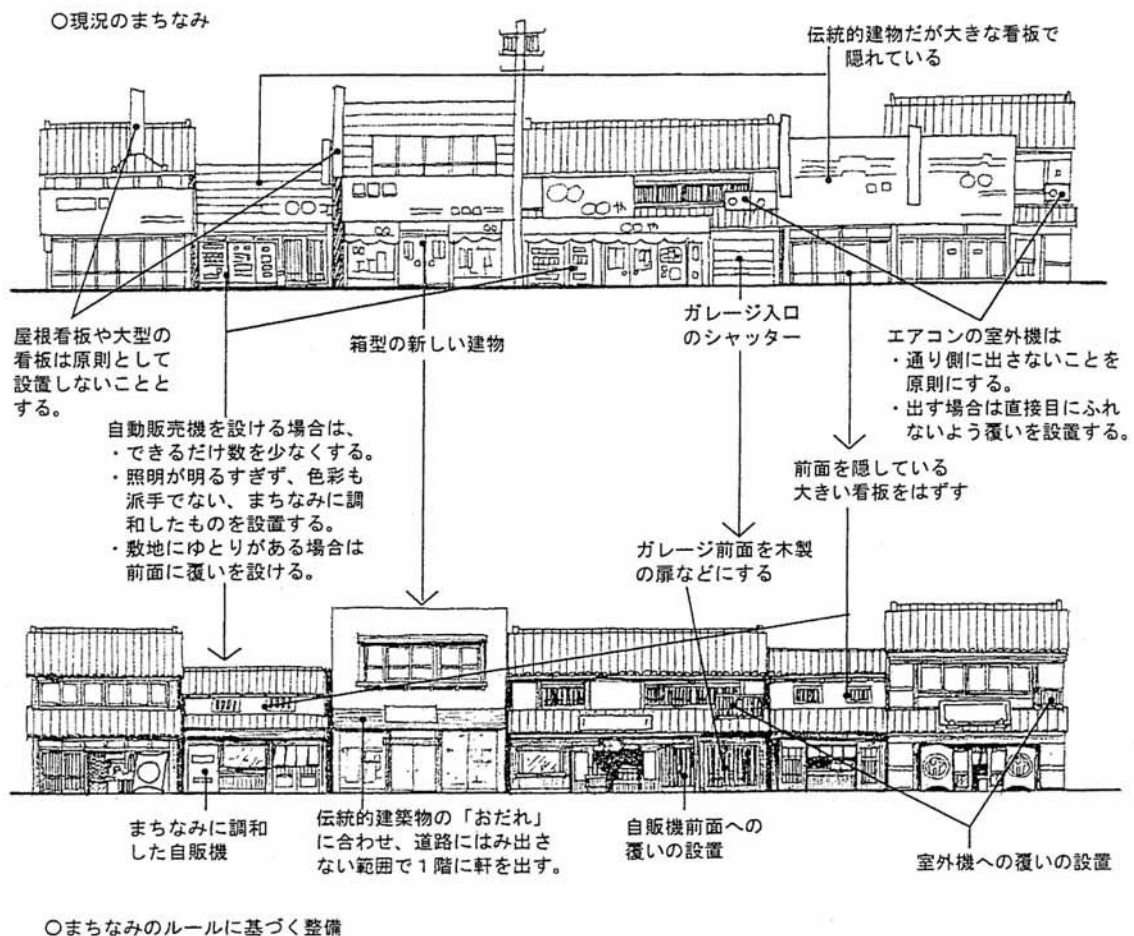 ○現況のまちなみ
伝統的建物だが大きな看板で
隠れている
○○や
○○や
屋根看板や大型の
看板は原則として
設置しないことと
する。
箱型の新しい建物
ガレージ入口
のシャッター
エアコンの室外機は
・通り側に出さないことを
原則にする。
・出す場合は直接目にふれ
ないよう覆いを設置する。
自動販売機を設ける場合は、
・できるだけ数を少なくする。
・照明が明るすぎず、色彩も
派手でない、まちなみに調
和したものを設置する。
・敷地にゆとりがある場合は
前面に覆いを設ける。
前面を隠している
大きい看板をはずす
ガレージ前面を木製
の扉などにする
まちなみに調和
した自販機
伝統的建築物の「おだれ」
に合わせ、道路にはみ出さ
ない範囲で１階に軒を出す。
自販機前面への
覆いの設置
室外機への覆いの設置
○まちなみのルールに基づく整備